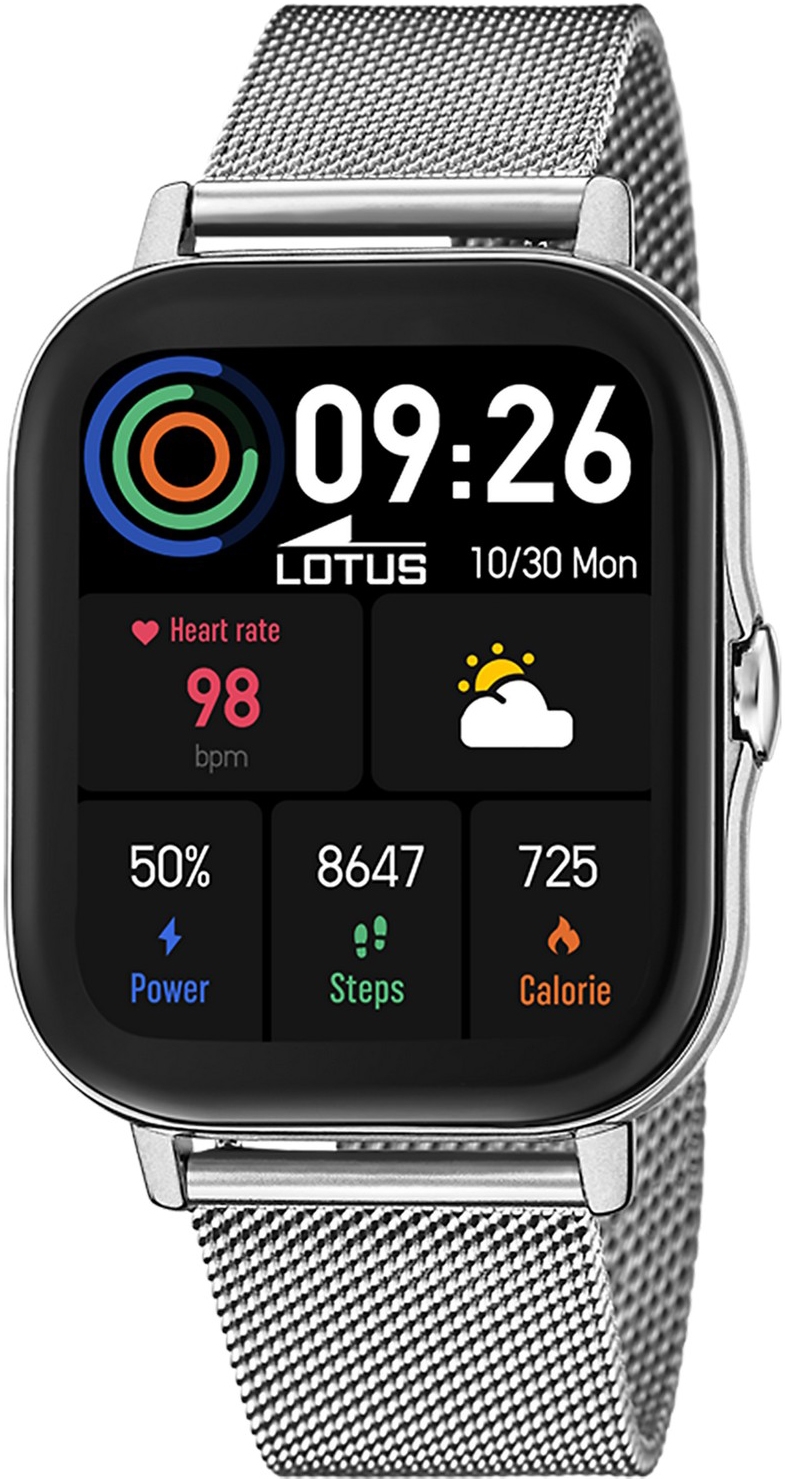 09:26
LOTUS
10/30 Mon
Heart rate
98
bpm
50%
8647
725
Power
Steps
Calorie